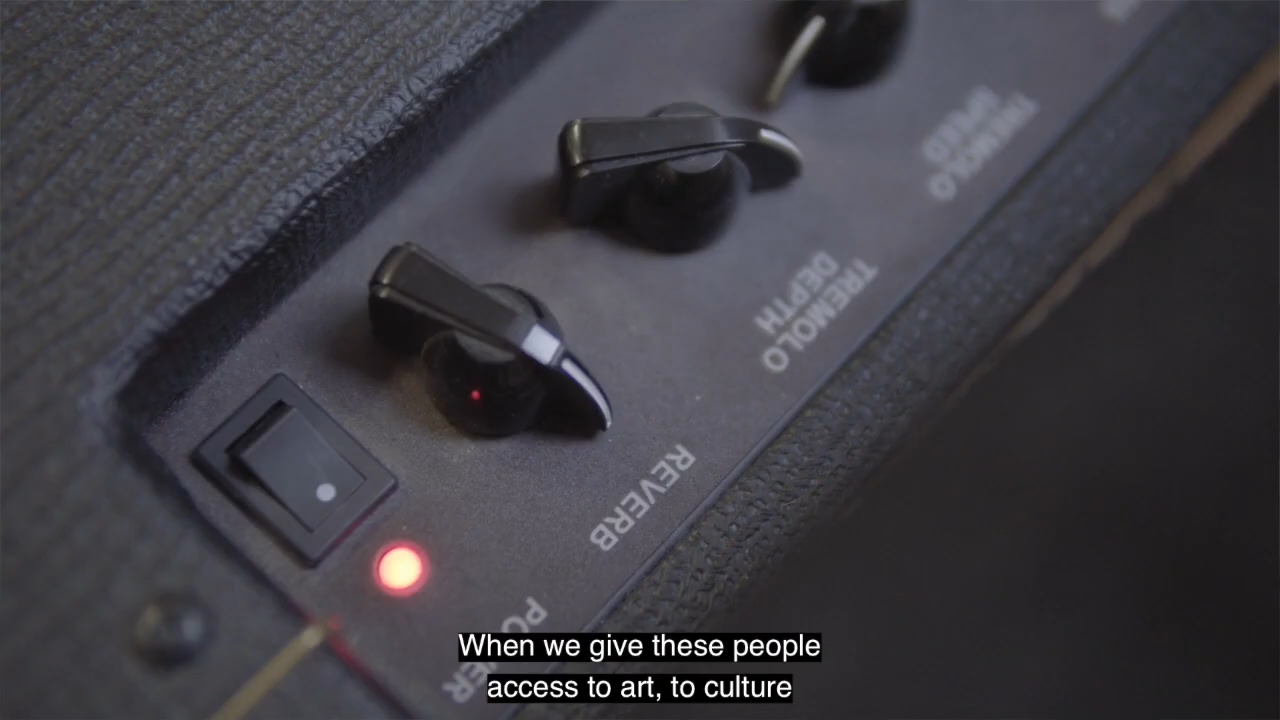 TREMOLO
SPEED
TREMOLO
DEPTH
REVERB
POWER
When we give these people
access to art, to culture